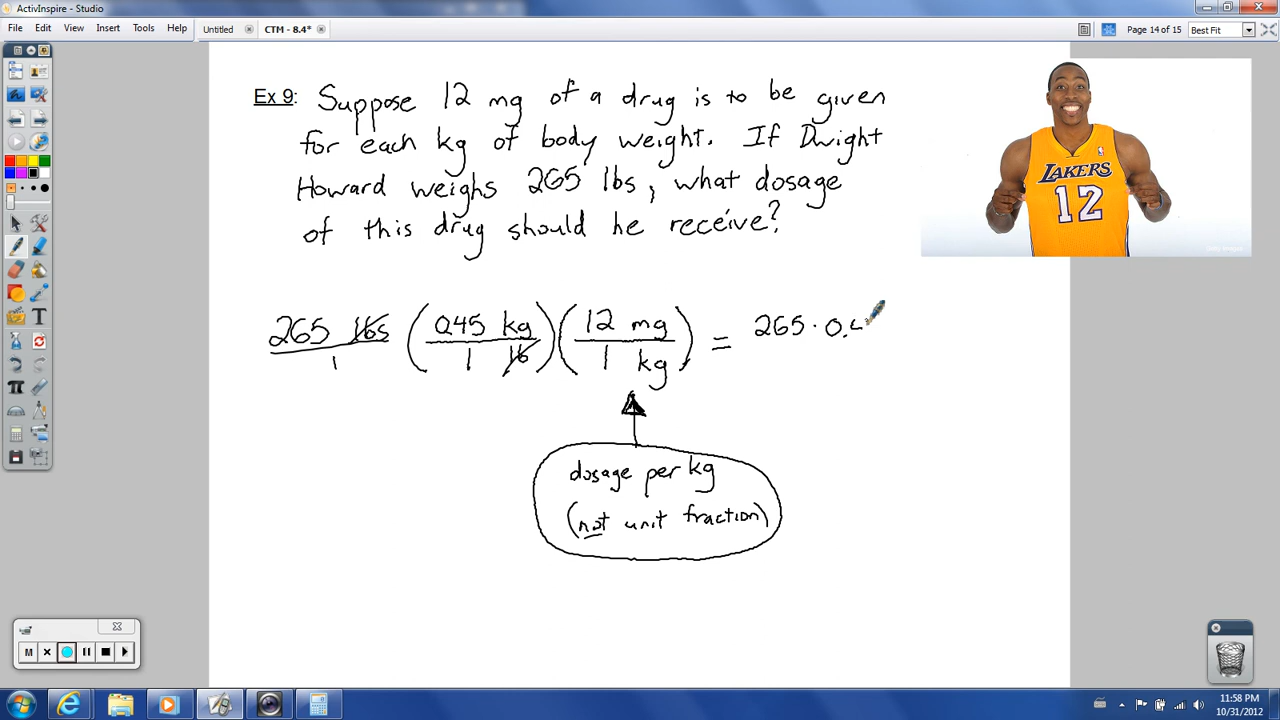 ActivInspire - Studio
File Edit View Insert Tools Help
Untitled
CTM - 8.4*
Page 14 of 15
Best Fit
Ex 9: Suppose 12 mg of a drug is to be given
for each kg of body weight. If Dwight
Howard weighs 265 lbs, what dosage
of this drug should he receive?
LAKERS
12
265 lbs / 1 (0.45 kg / 1 lb) (12 mg / 1 kg) = 265 · 0.4
dosage per kg
(not unit fraction)
M
11:58 PM
10/31/2012